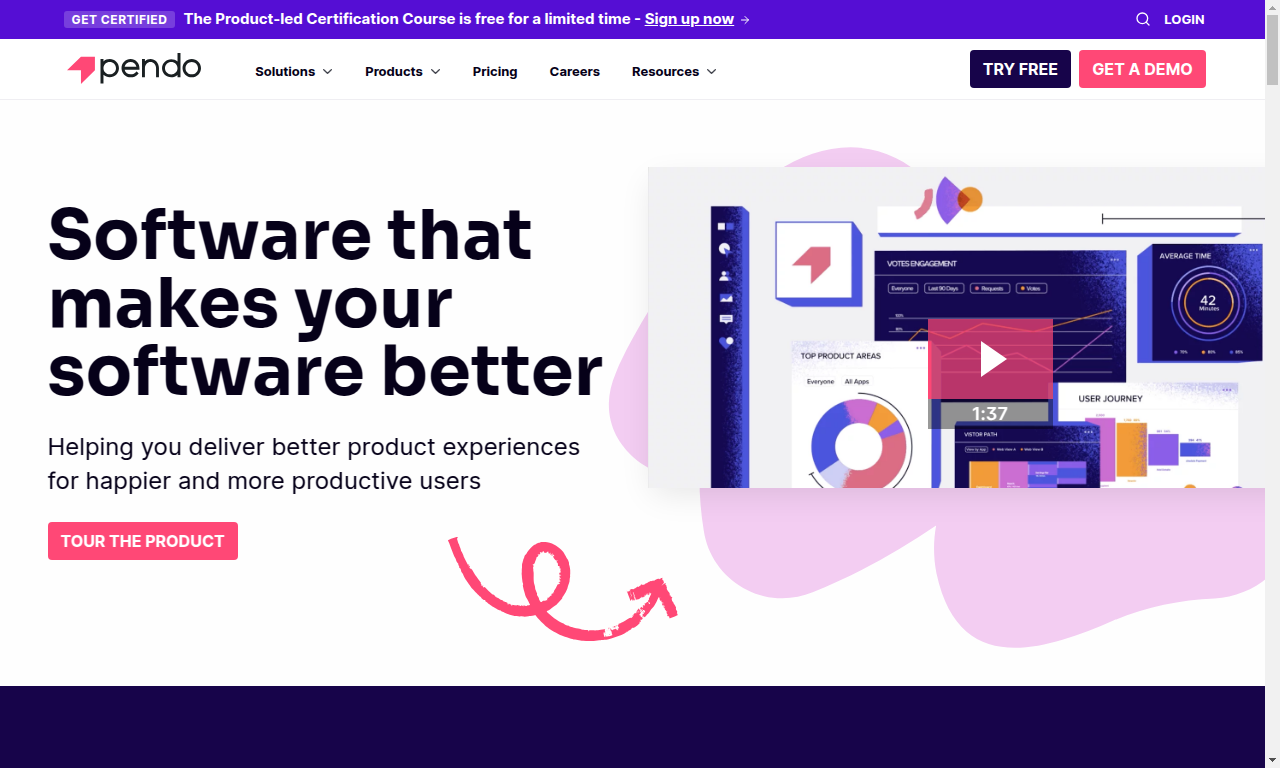 GET CERTIFIED The Product-led Certification Course is free for a limited time - Sign up now →
LOGIN
pendo
Solutions
Products
Pricing
Careers
Resources
TRY FREE
GET A DEMO
Software that
makes your
software better
Helping you deliver better product experiences
for happier and more productive users
TOUR THE PRODUCT
VOTES ENGAGEMENT
Everyone
Last 90 Days
Requests
Votes
AVERAGE TIME
42
Minutes
TOP PRODUCT AREAS
Everyone
All Apps
1:37
USER JOURNEY
VISTOR PATH